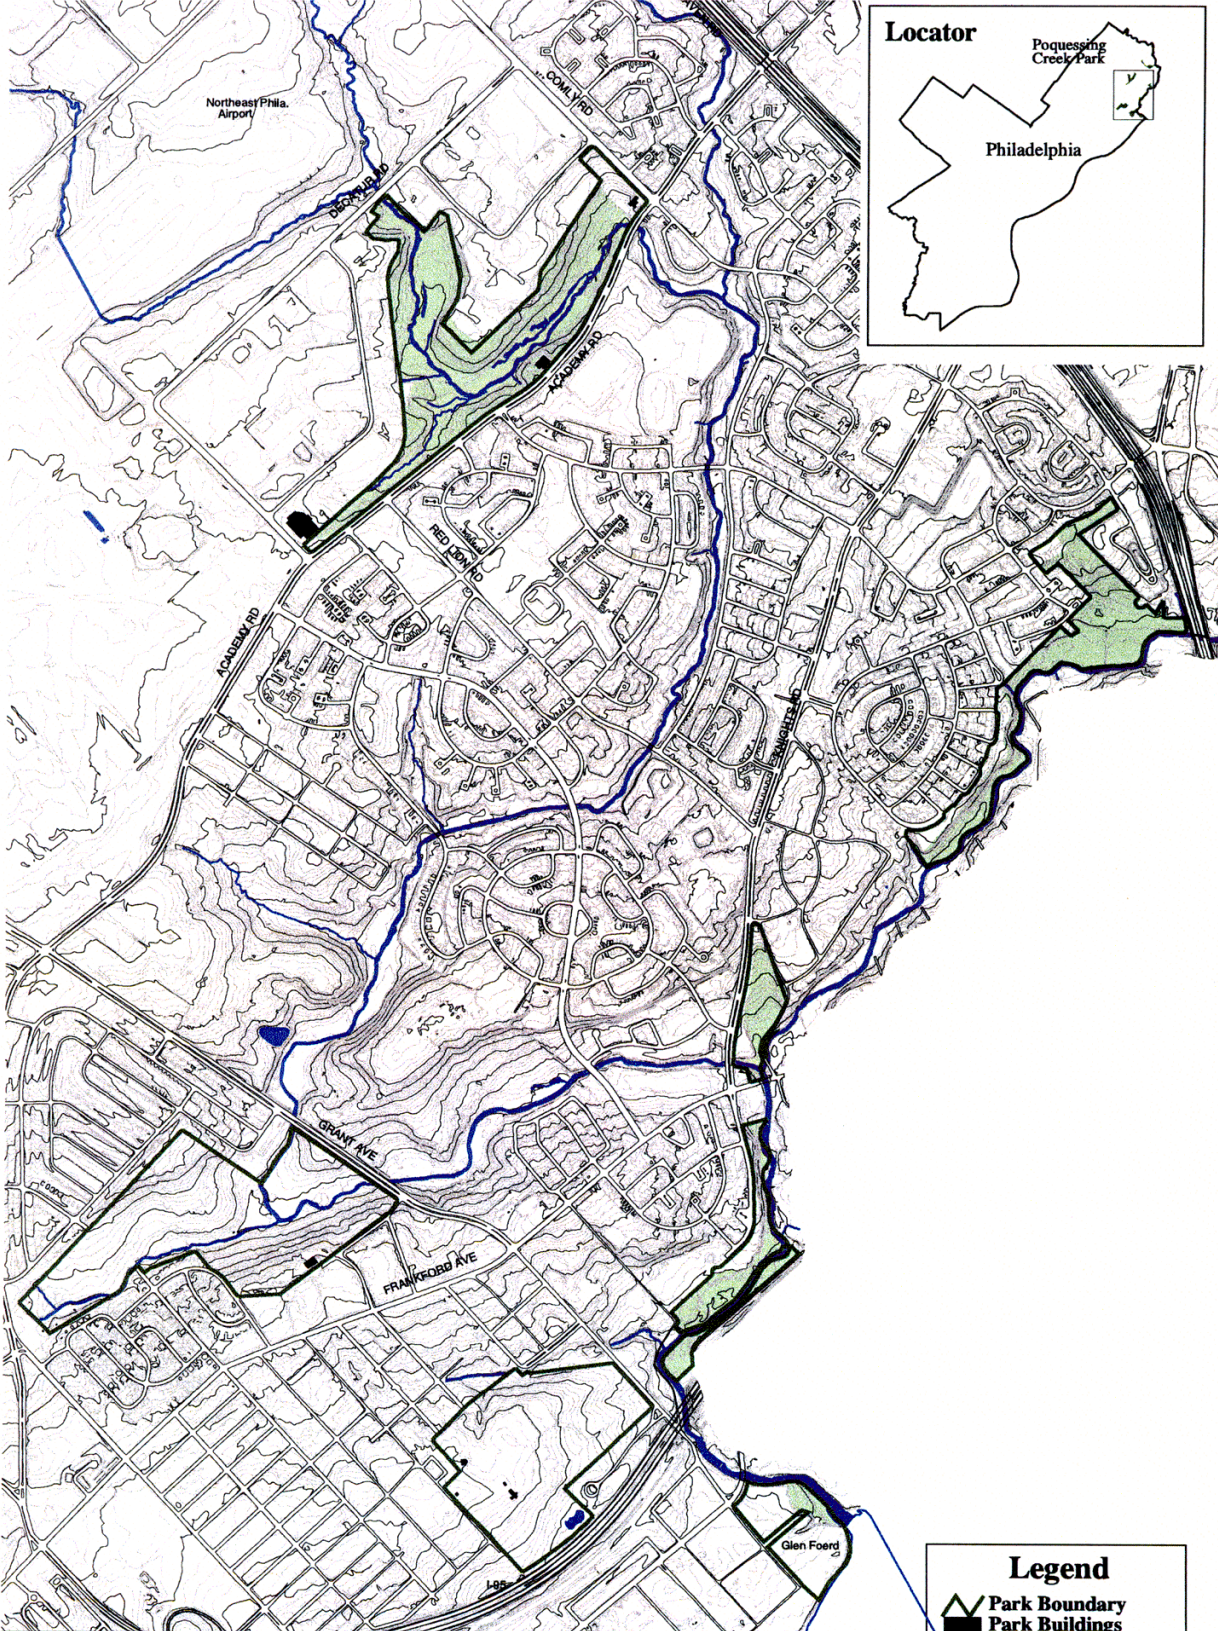 Locator
Poquessing
Creek Park
Philadelphia
COMLY RD
Northeast Phila.
Airport
DECATUR RD
ACADEMY RD
RED LION RD
ACADEMY RD
KNIGHTS RD
GRANT AVE
FRANKFORD AVE
I-95
Glen Foerd
Legend
Park Boundary
Park Buildings